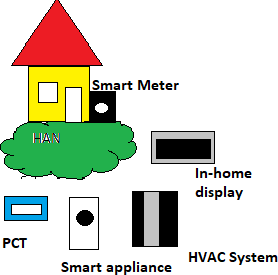 Smart Meter
HAN
In-home
display
PCT
Smart appliance
HVAC System